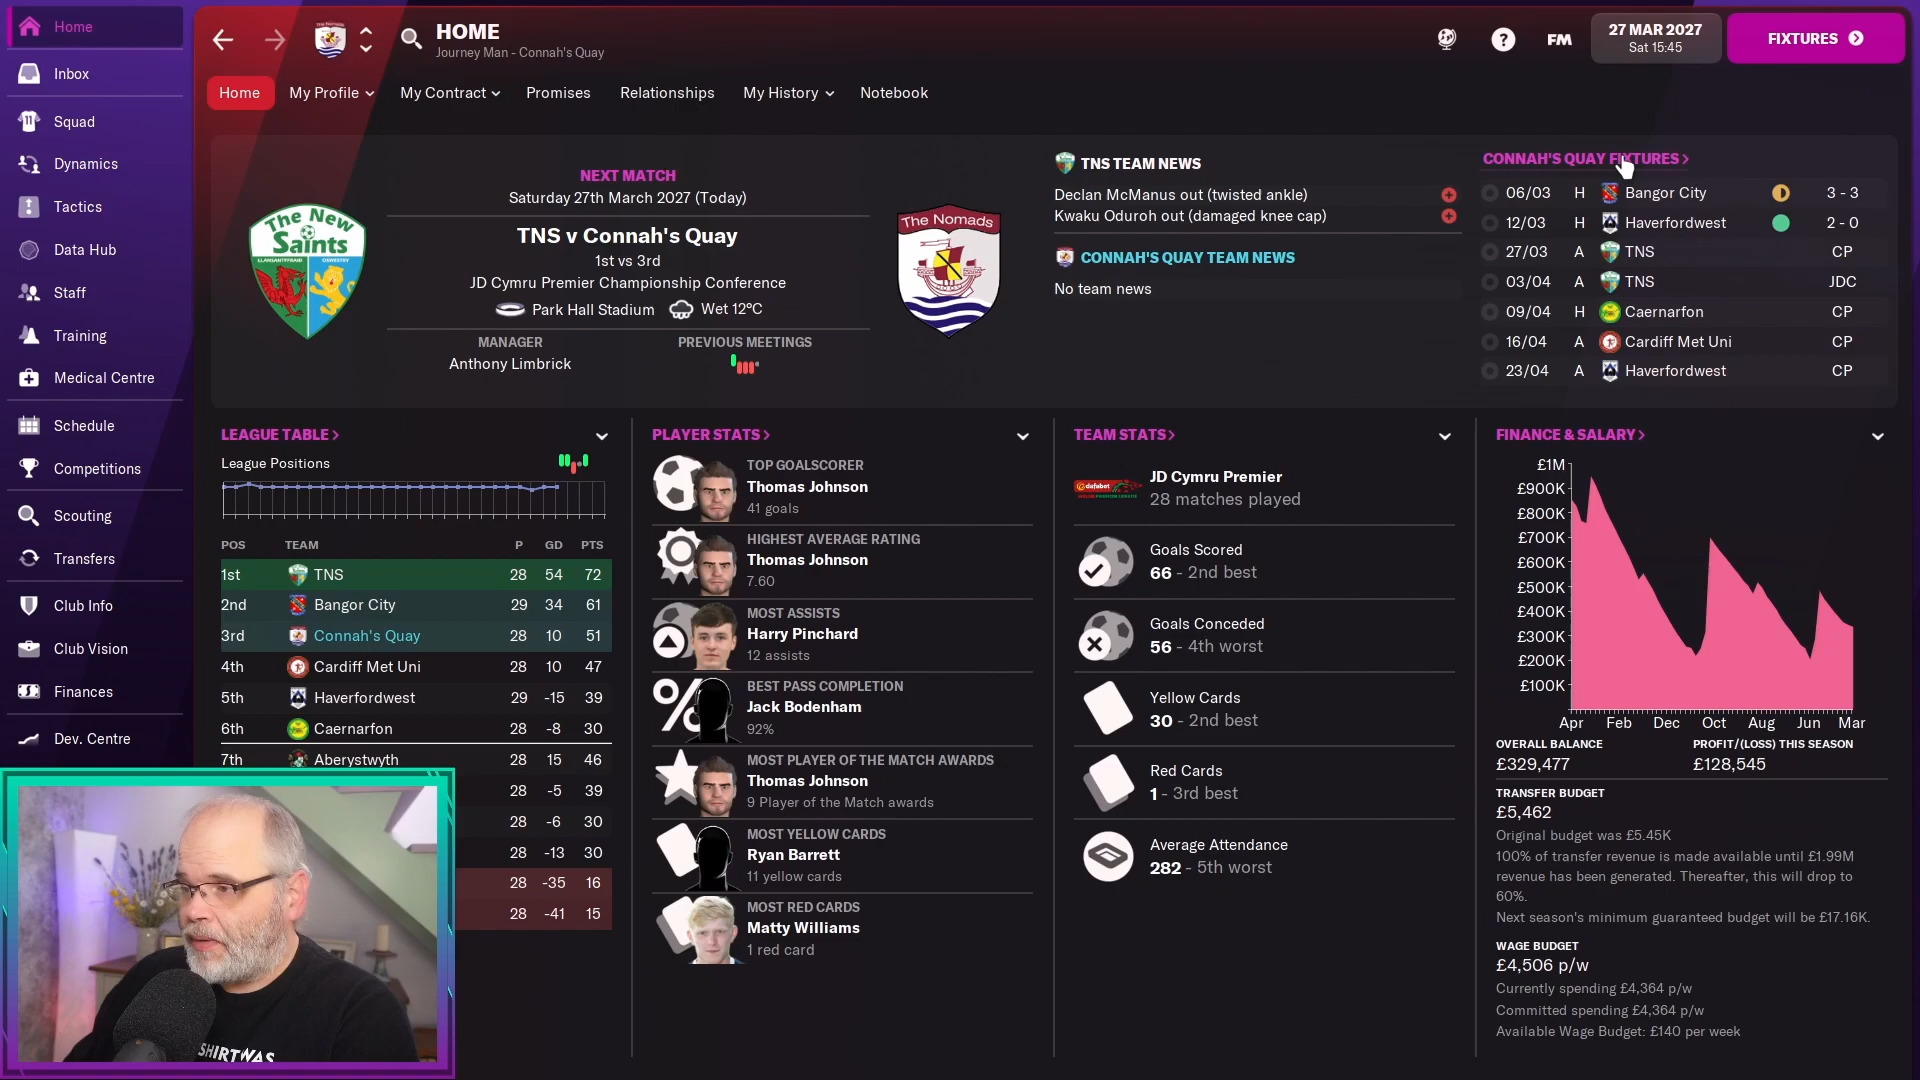 Home
Inbox
Squad
Dynamics
Tactics
Data Hub
Staff
Training
Medical Centre
Schedule
Competitions
Scouting
Transfers
Club Info
Club Vision
Finances
Dev. Centre
HOME
Journey Man - Connah's Quay
FM
27 MAR 2027
Sat 15:45
FIXTURES
Home My Profile My Contract Promises Relationships My History Notebook
The New Saints
NEXT MATCH
Saturday 27th March 2027 (Today)
TNS v Connah's Quay
1st vs 3rd
JD Cymru Premier Championship Conference
Park Hall Stadium Wet 12°C
MANAGER
Anthony Limbrick
PREVIOUS MEETINGS
The Nomads
TNS TEAM NEWS
Declan McManus out (twisted ankle)
Kwaku Oduroh out (damaged knee cap)
CONNAH'S QUAY TEAM NEWS
No team news
CONNAH'S QUAY FIXTURES
06/03 H Bangor City 3 - 3
12/03 H Haverfordwest 2 - 0
27/03 A TNS CP
03/04 A TNS JDC
09/04 H Caernarfon CP
16/04 A Cardiff Met Uni CP
23/04 A Haverfordwest CP
LEAGUE TABLE
League Positions
POS TEAM P GD PTS
1st TNS 28 54 72
2nd Bangor City 29 34 61
3rd Connah's Quay 28 10 51
4th Cardiff Met Uni 28 10 47
5th Haverfordwest 29 -15 39
6th Caernarfon 28 -8 30
7th Aberystwyth 28 15 46
28 -5 39
28 -6 30
28 -13 30
28 -35 16
28 -41 15
PLAYER STATS
TOP GOALSCORER
Thomas Johnson
41 goals
HIGHEST AVERAGE RATING
Thomas Johnson
7.60
MOST ASSISTS
Harry Pinchard
12 assists
BEST PASS COMPLETION
Jack Bodenham
92%
MOST PLAYER OF THE MATCH AWARDS
Thomas Johnson
9 Player of the Match awards
MOST YELLOW CARDS
Ryan Barrett
11 yellow cards
MOST RED CARDS
Matty Williams
1 red card
TEAM STATS
JD Cymru Premier
28 matches played
Goals Scored
66 - 2nd best
Goals Conceded
56 - 4th worst
Yellow Cards
30 - 2nd best
Red Cards
1 - 3rd best
Average Attendance
282 - 5th worst
FINANCE & SALARY
£1M
£900K
£800K
£700K
£600K
£500K
£400K
£300K
£200K
£100K
Apr Feb Dec Oct Aug Jun Mar
OVERALL BALANCE
£329,477
PROFIT/(LOSS) THIS SEASON
£128,545
TRANSFER BUDGET
£5,462
Original budget was £5.45K
100% of transfer revenue is made available until £1.99M
revenue has been generated. Thereafter, this will drop to
60%.
Next season's minimum guaranteed budget will be £17.16K.
WAGE BUDGET
£4,506 p/w
Currently spending £4,364 p/w
Committed spending £4,364 p/w
Available Wage Budget: £140 per week
SHIRTWAS